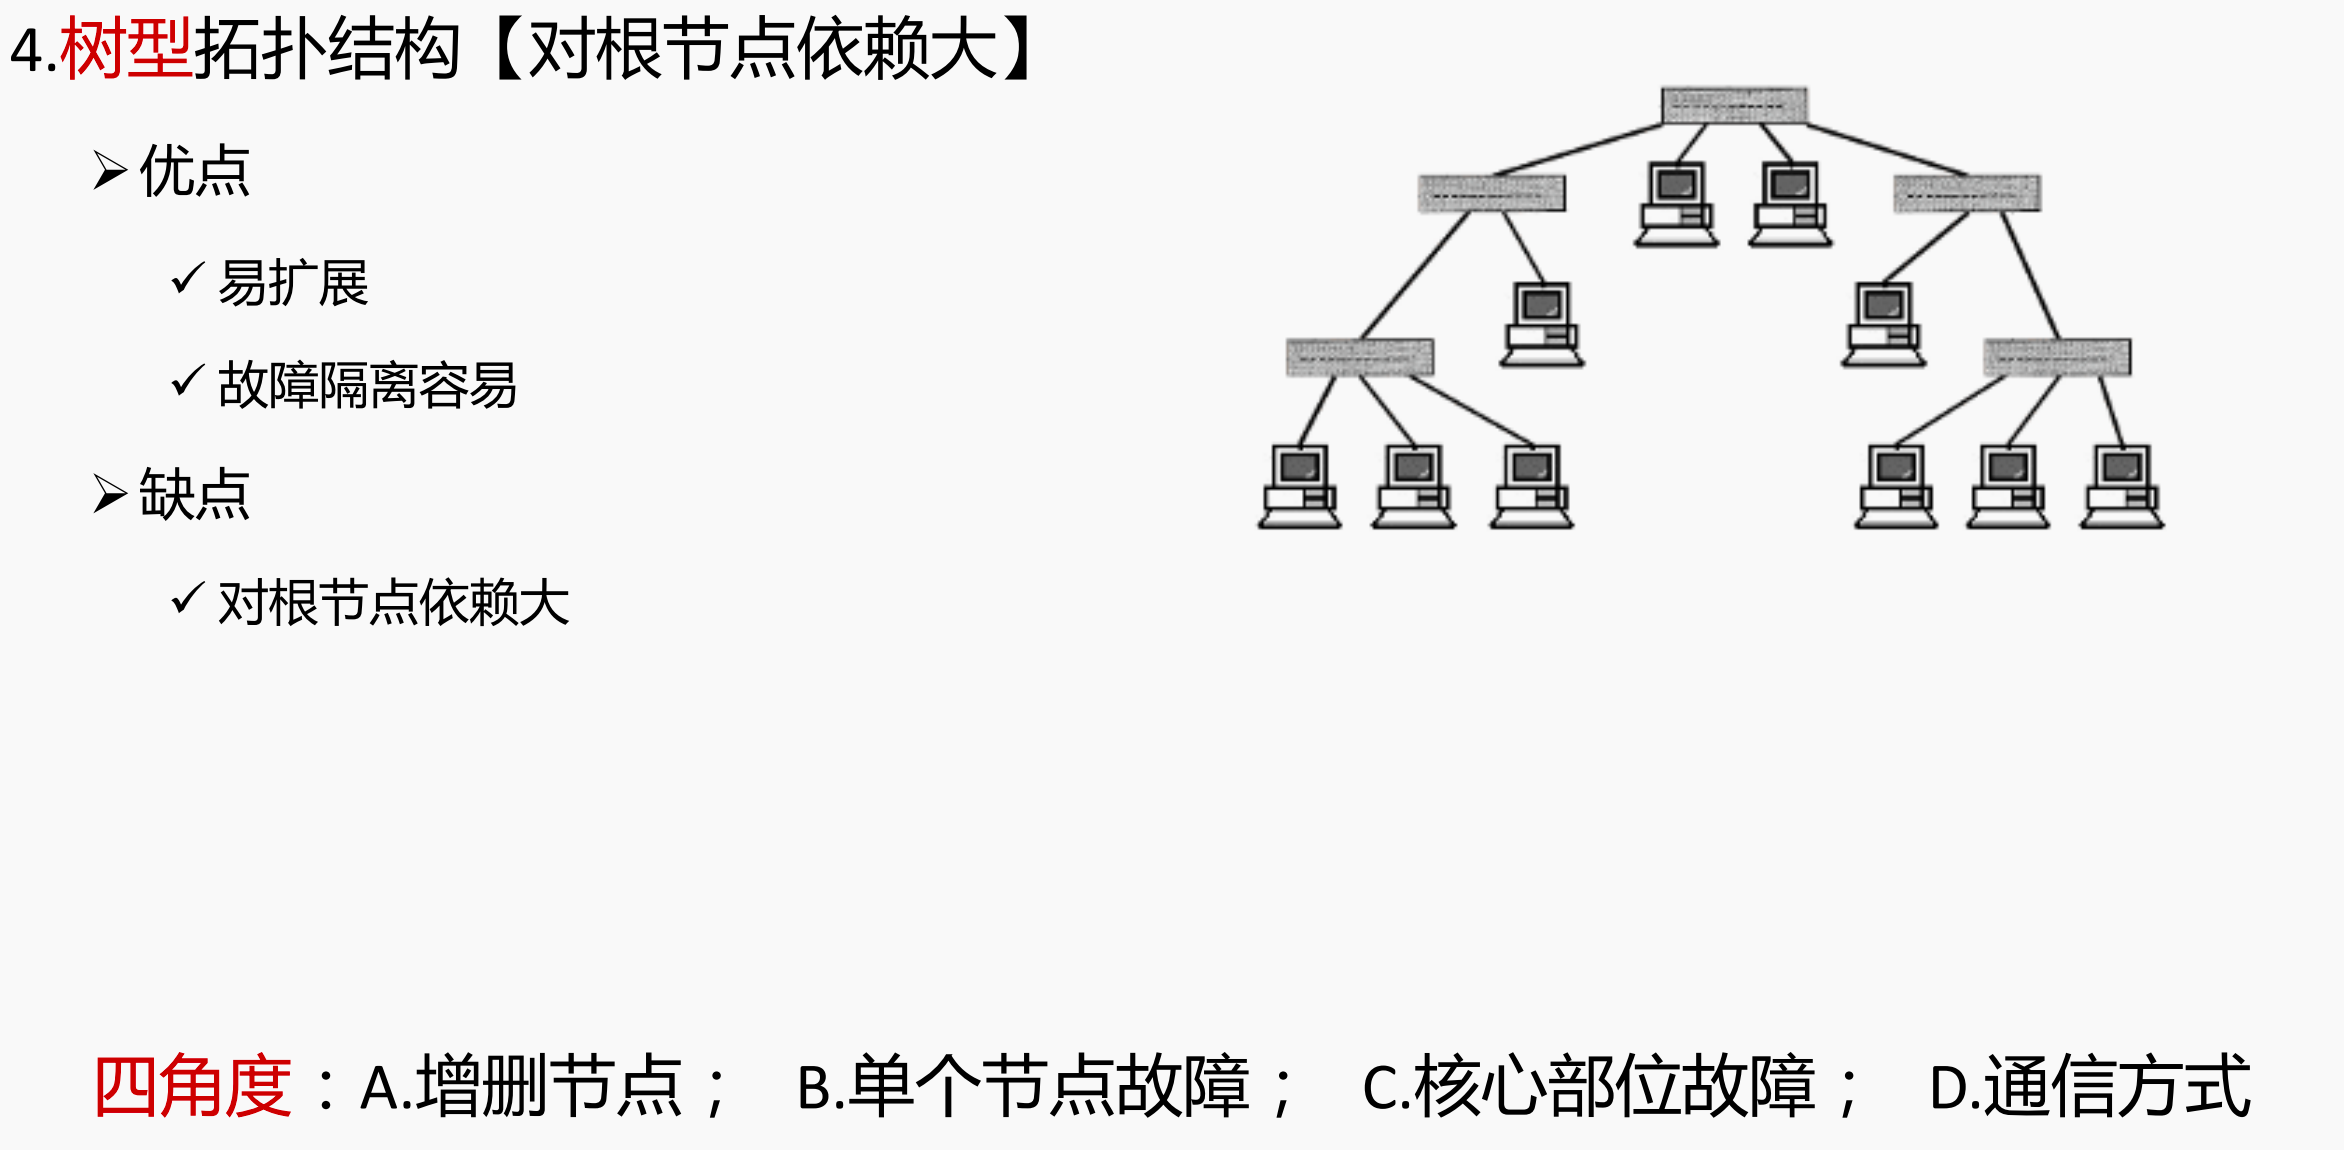 4.树型拓扑结构【对根节点依赖大】
➢优点
✓易扩展
✓故障隔离容易
➢缺点
✓对根节点依赖大
四角度：A.增删节点； B.单个节点故障； C.核心部位故障； D.通信方式